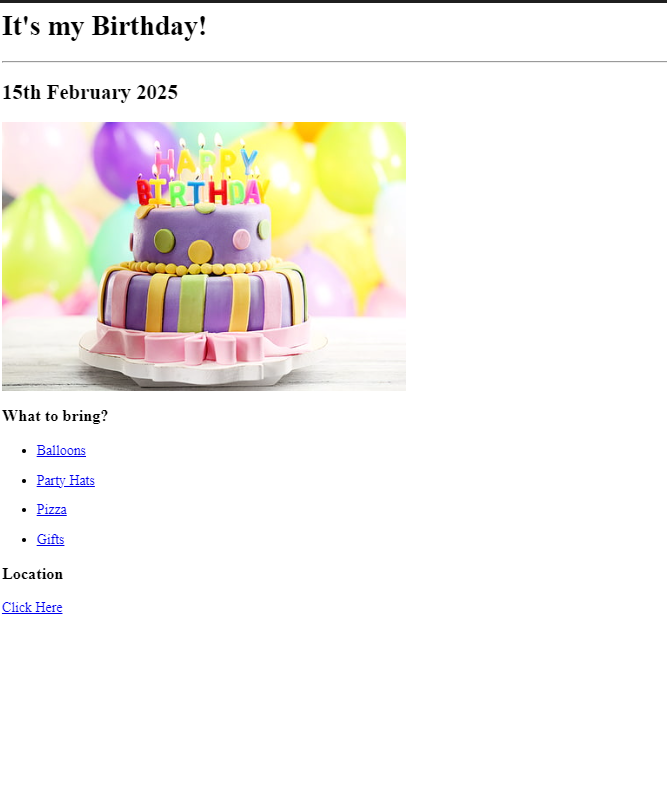 It's my Birthday!
15th February 2025
HAPPY
BIRTHDAY
What to bring?
Balloons
Party Hats
Pizza
Gifts
Location
Click Here